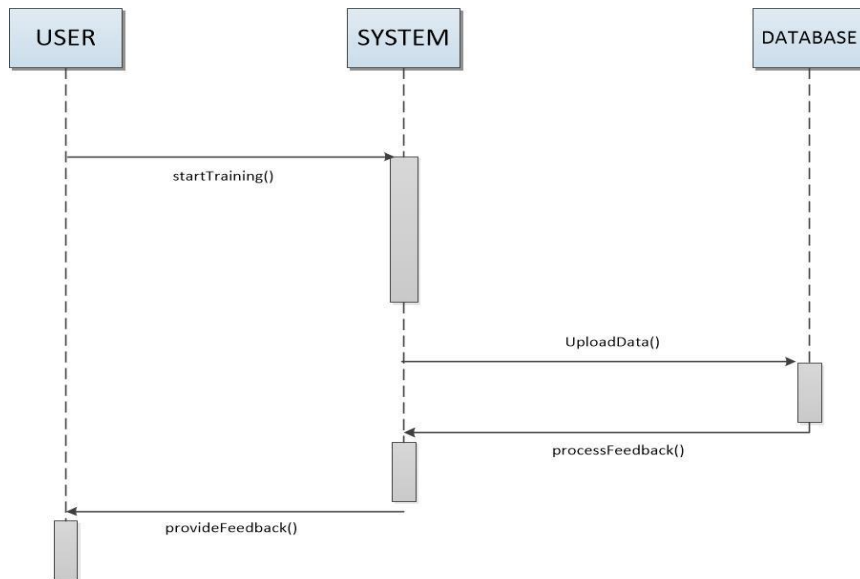 USER
SYSTEM
DATABASE
startTraining()
UploadData()
processFeedback()
provideFeedback()